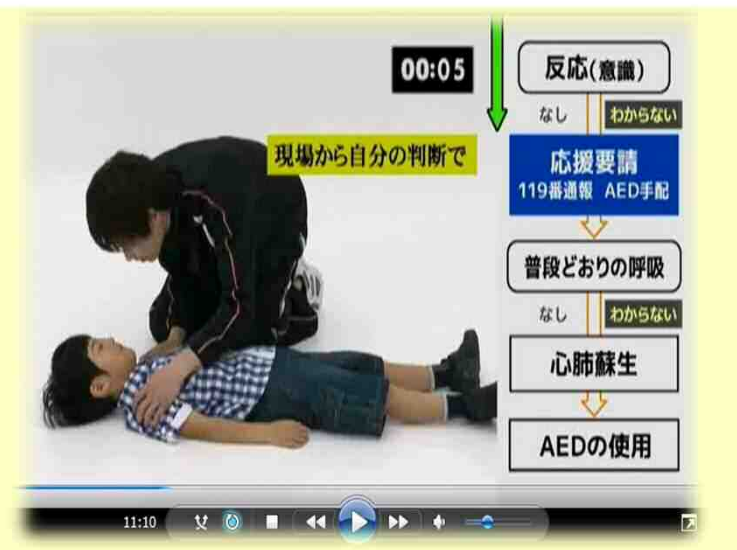 00:05
現場から自分の判断で
反応(意識)
なし わからない
応援要請
119番通報 AED手配
普段どおりの呼吸
なし わからない
心肺蘇生
AEDの使用
11:10